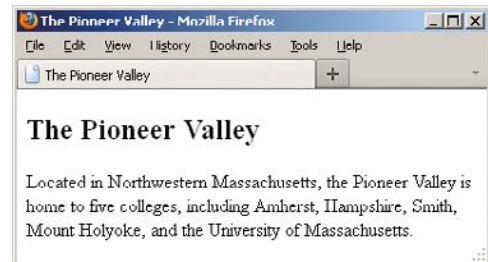 The Pioneer Valley - Mozilla Firefox
File Edit View History Bookmarks Tools Help
The Pioneer Valley +
The Pioneer Valley
Located in Northwestern Massachusetts, the Pioneer Valley is
home to five colleges, including Amherst, Hampshire, Smith,
Mount Holyoke, and the University of Massachusetts.